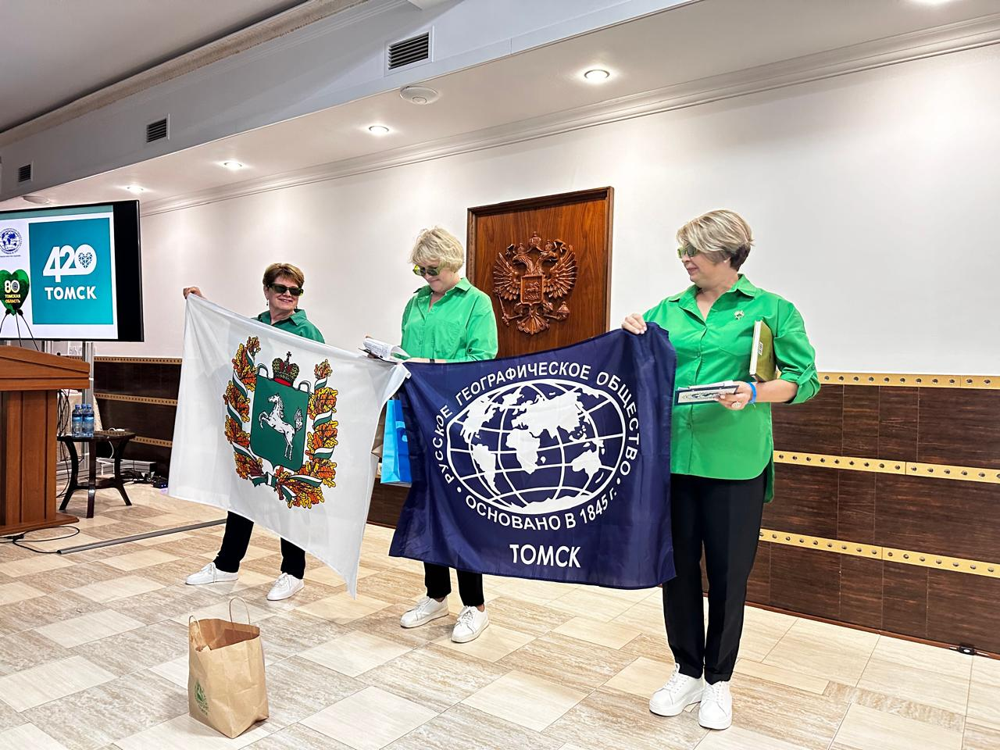 420
ТОМСК
80
ТОМСКАЯ
ОБЛАСТЬ
• РУССКОЕ ГЕОГРАФИЧЕСКОЕ ОБЩЕСТВО •
ОСНОВАНО В 1845 г.
ТОМСК